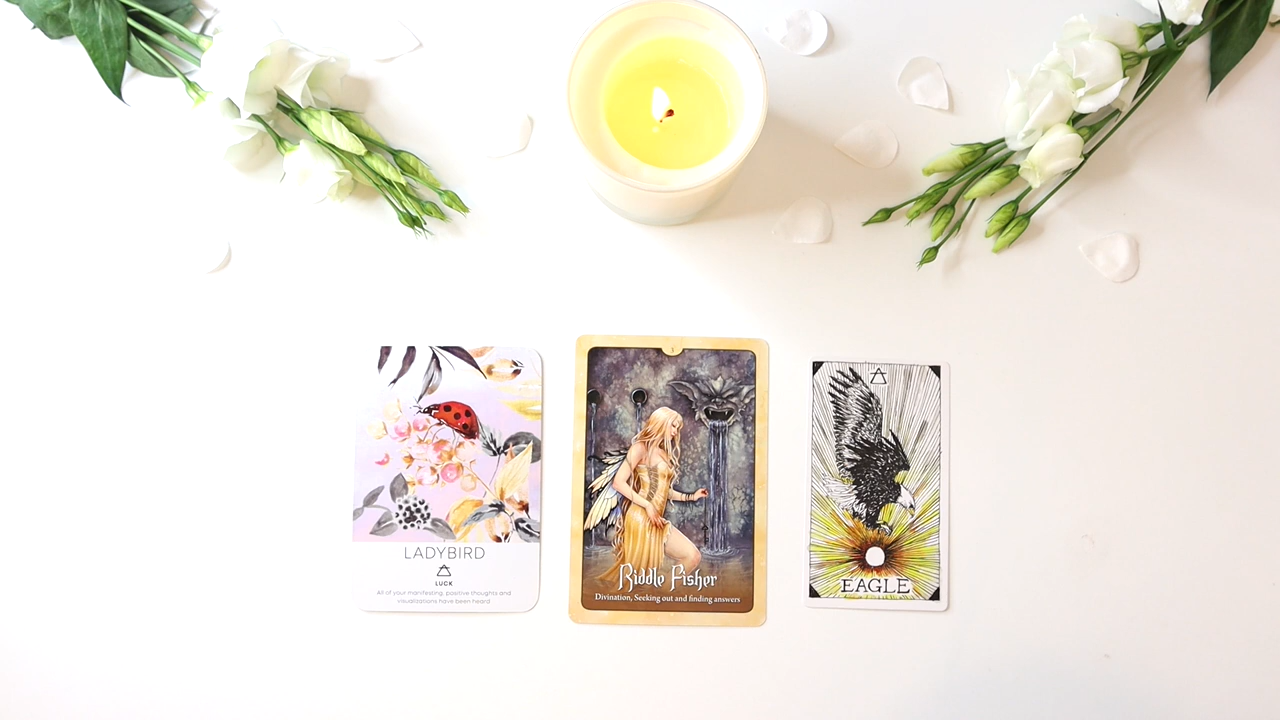 LADYBIRD
LUCK
All of your manifesting, positive thoughts and
visualizations have been heard
1
Riddle Fisher
Divination, Seeking out and finding answers
EAGLE